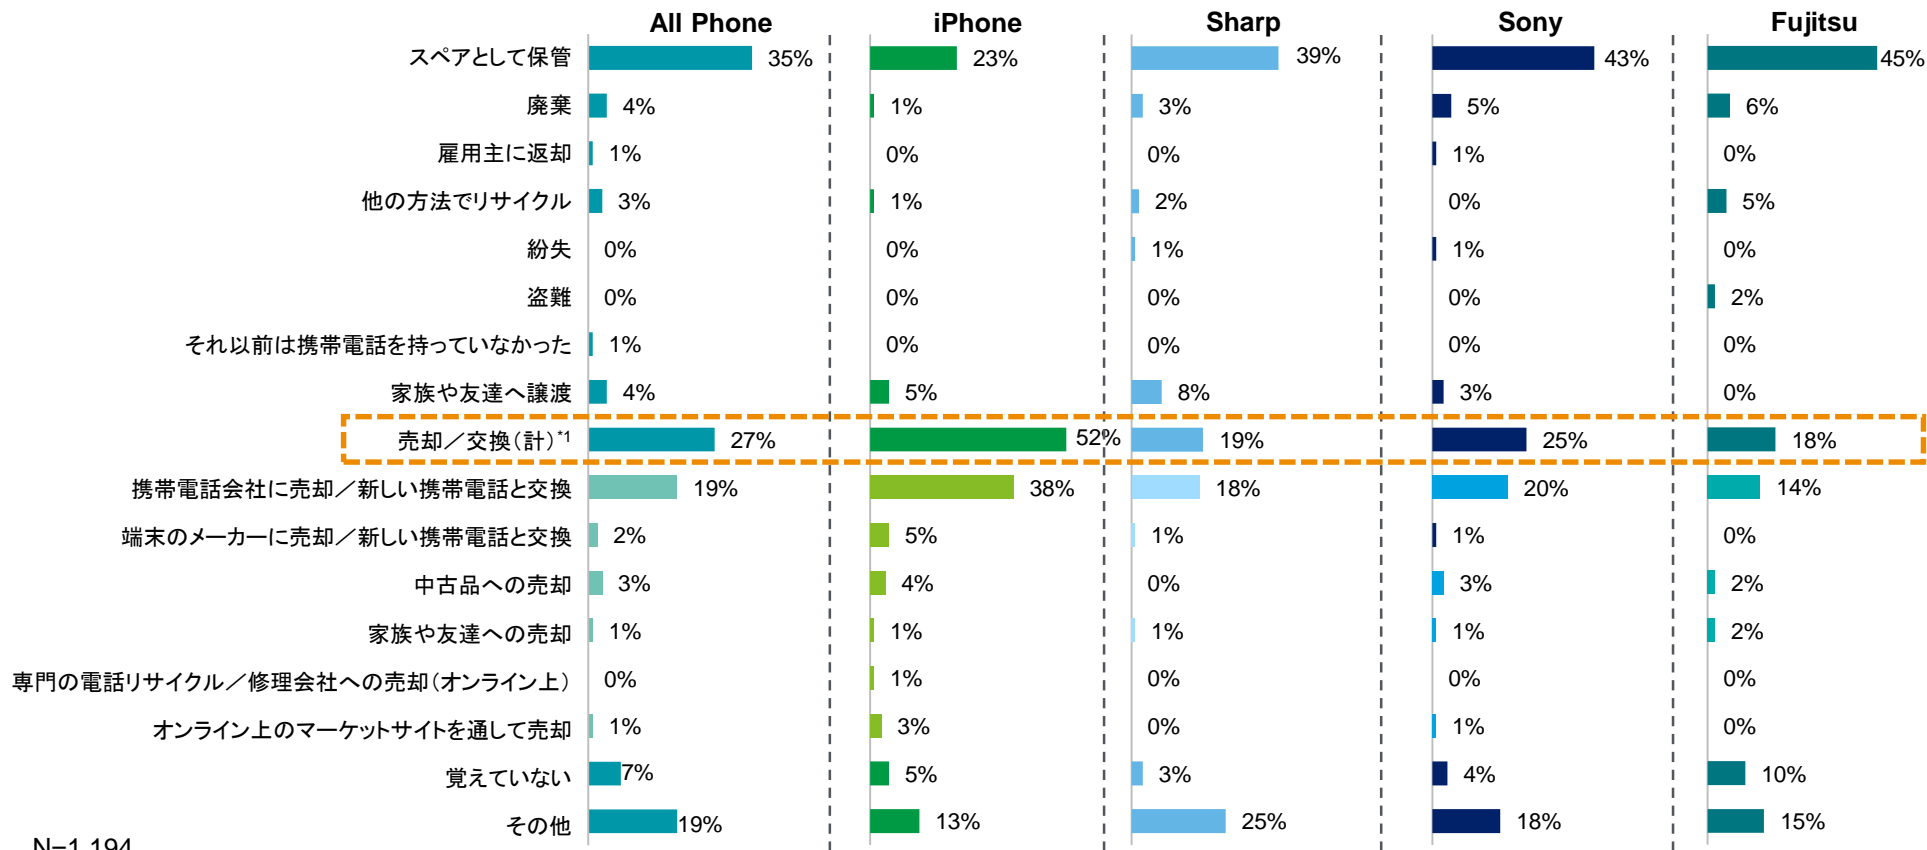 All Phone iPhone Sharp Sony Fujitsu
スペアとして保管 35% 23% 39% 43% 45%
廃棄 4% 1% 3% 5% 6%
雇用主に返却 1% 0% 0% 1% 0%
他の方法でリサイクル 3% 1% 2% 0% 5%
紛失 0% 0% 1% 1% 0%
盗難 0% 0% 0% 0% 2%
それ以前は携帯電話を持っていなかった 1% 0% 0% 0% 0%
家族や友達へ譲渡 4% 5% 8% 3% 0%
売却／交換（計）*1 27% 52% 19% 25% 18%
携帯電話会社に売却／新しい携帯電話と交換 19% 38% 18% 20% 14%
端末のメーカーに売却／新しい携帯電話と交換 2% 5% 1% 1% 0%
中古品への売却 3% 4% 0% 3% 2%
家族や友達への売却 1% 1% 1% 1% 2%
専門の電話リサイクル／修理会社への売却（オンライン上） 0% 1% 0% 0% 0%
オンライン上のマーケットサイトを通して売却 1% 3% 0% 1% 0%
覚えていない 7% 5% 3% 4% 10%
その他 19% 13% 25% 18% 15%
N=1,194